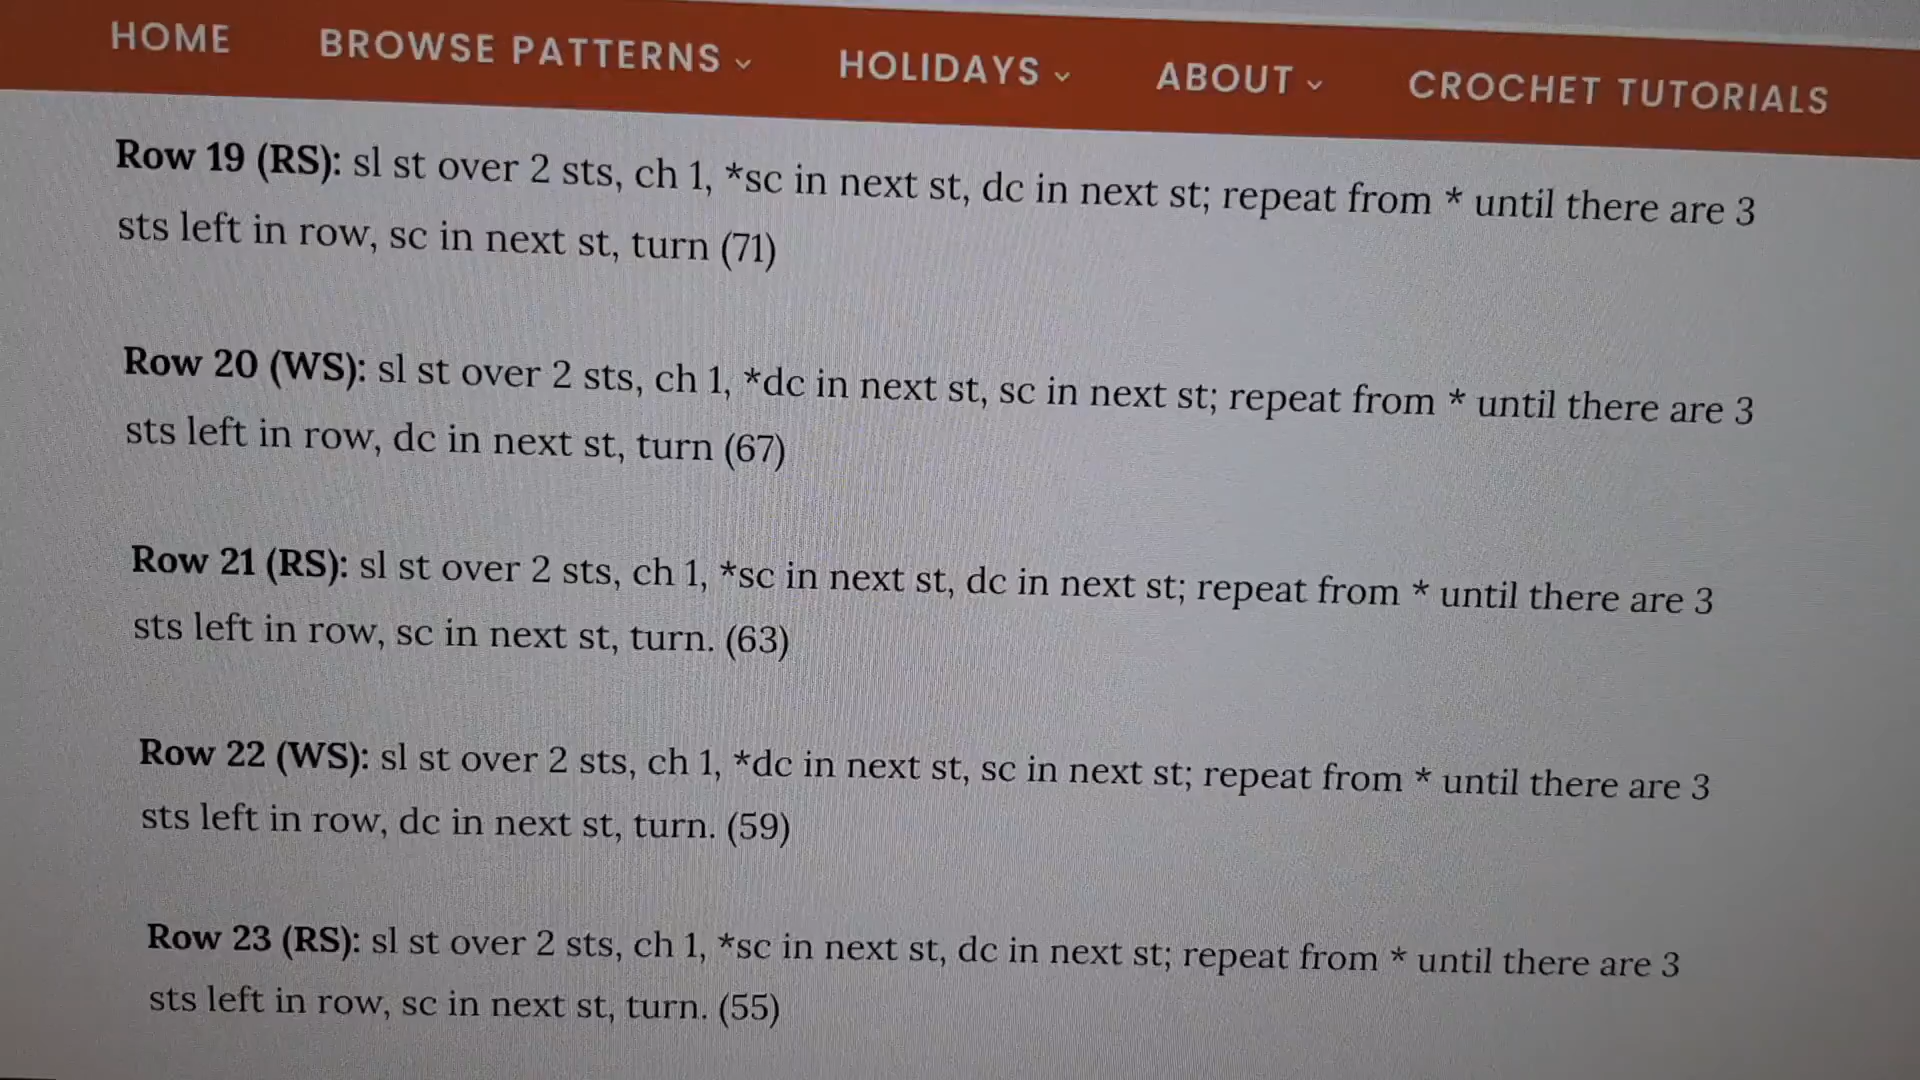 HOME BROWSE PATTERNS HOLIDAYS ABOUT CROCHET TUTORIALS
Row 19 (RS): sl st over 2 sts, ch 1, *sc in next st, dc in next st; repeat from * until there are 3
sts left in row, sc in next st, turn (71)
Row 20 (WS): sl st over 2 sts, ch 1, *dc in next st, sc in next st; repeat from * until there are 3
sts left in row, dc in next st, turn (67)
Row 21 (RS): sl st over 2 sts, ch 1, *sc in next st, dc in next st; repeat from * until there are 3
sts left in row, sc in next st, turn. (63)
Row 22 (WS): sl st over 2 sts, ch 1, *dc in next st, sc in next st; repeat from * until there are 3
sts left in row, dc in next st, turn. (59)
Row 23 (RS): sl st over 2 sts, ch 1, *sc in next st, dc in next st; repeat from * until there are 3
sts left in row, sc in next st, turn. (55)